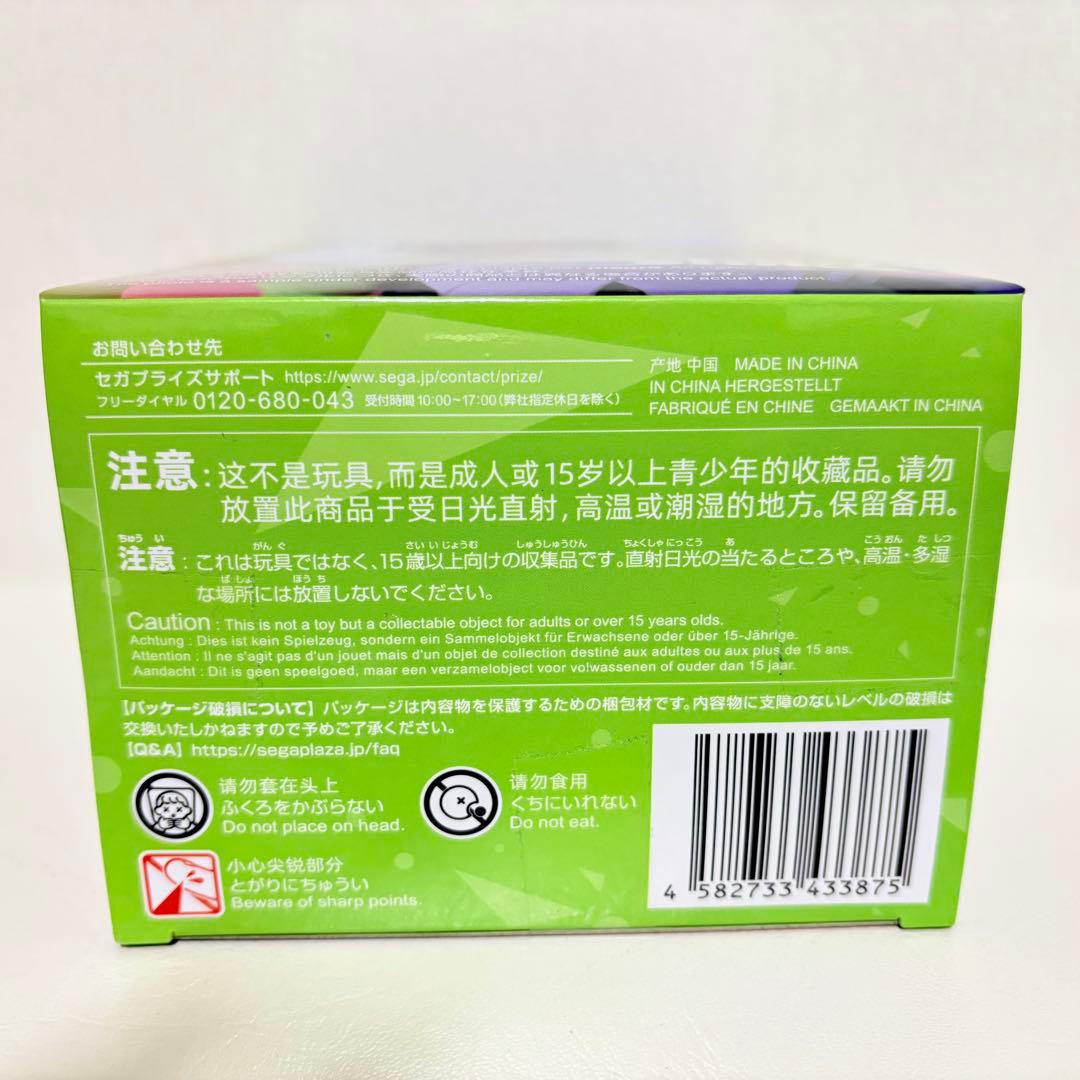 is a sample under development and may differ from the actual product.
お問い合わせ先
セガプライズサポート https://www.sega.jp/contact/prize/
フリーダイヤル 0120-680-043 受付時間 10:00~17:00(弊社指定休日を除く)
产地 中国 MADE IN CHINA
IN CHINA HERGESTELLT
FABRIQUÉ EN CHINE GEMAAKT IN CHINA
注意:这不是玩具,而是成人或15岁以上青少年的收藏品。请勿
放置此商品于受日光直射,高温或潮湿的地方。保留备用。
注意:これは玩具ではなく、15歳以上向けの収集品です。直射日光の当たるところや、高温・多湿
な場所には放置しないでください。
Caution : This is not a toy but a collectable object for adults or over 15 years olds.
Achtung : Dies ist kein Spielzeug, sondern ein Sammelobjekt für Erwachsene oder über 15-Jährige.
Attention : Il ne s'agit pas d'un jouet mais d'un objet de collection destiné aux adultes ou aux plus de 15 ans.
Aandacht : Dit is geen speelgoed, maar een verzamelobject voor volwassenen of ouder dan 15 jaar.
【パッケージ破損について】パッケージは内容物を保護するための梱包材です。内容物に支障のないレベルの破損は
交換いたしかねますので予めご了承ください。
【Q&A】https://segaplaza.jp/faq
请勿套在头上
ふくろをかぶらない
Do not place on head.
请勿食用
くちにいれない
Do not eat.
小心尖锐部分
とがりにちゅうい
Beware of sharp points.
4 582733 433875